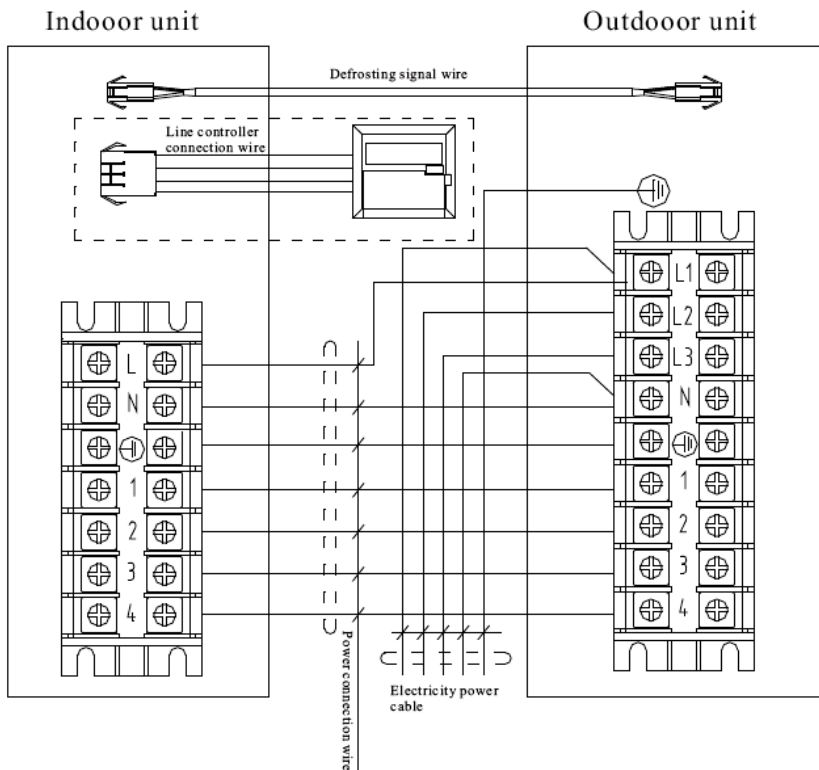 Indooor unit
Outdooor unit
Defrosting signal wire
Line controller
connection wire
L
N
1
2
3
4
L1
L2
L3
N
1
2
3
4
Power connection wire
Electricity power
cable